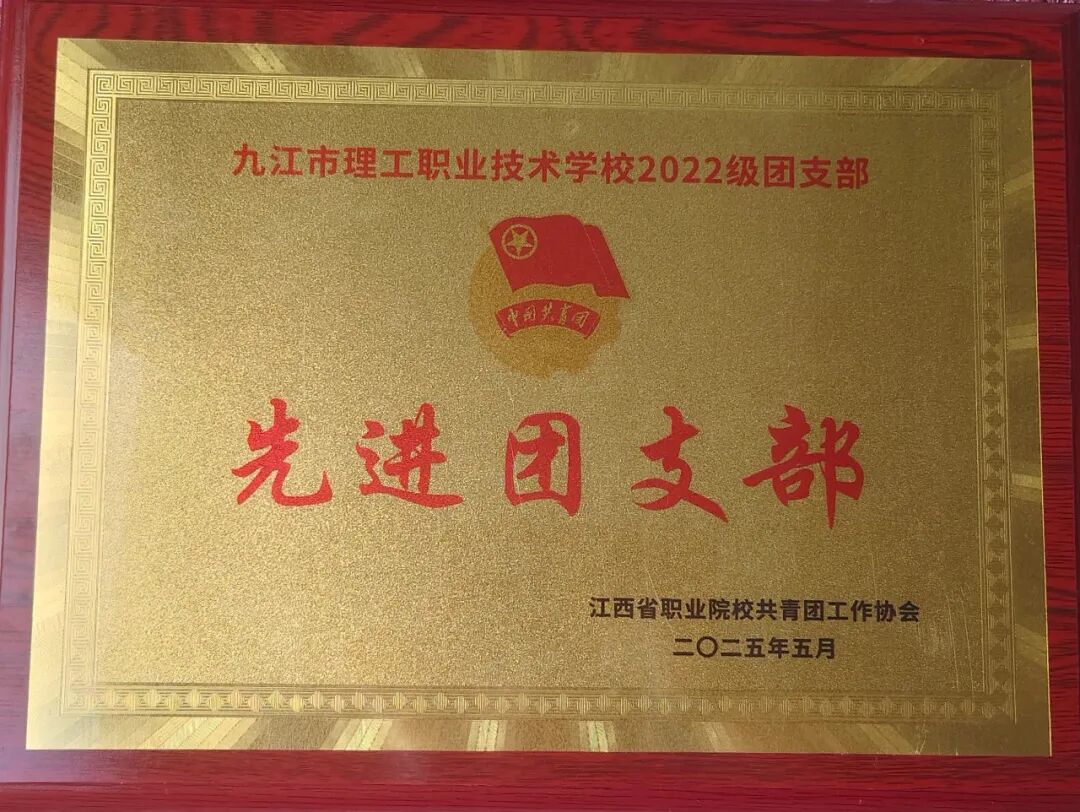 九江市理工职业技术学校2022级团支部
中国共青团
先进团支部
江西省职业院校共青团工作协会
二〇二五年五月